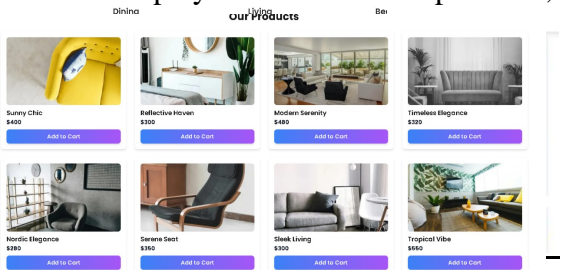 Dining Living
Our Products
Sunny Chic
$400
Add to Cart
Reflective Haven
$300
Add to Cart
Modern Serenity
$480
Add to Cart
Timeless Elegance
$320
Add to Cart
Nordic Elegance
$280
Add to Cart
Serene Seat
$350
Add to Cart
Sleek Living
$300
Add to Cart
Tropical Vibe
$550
Add to Cart